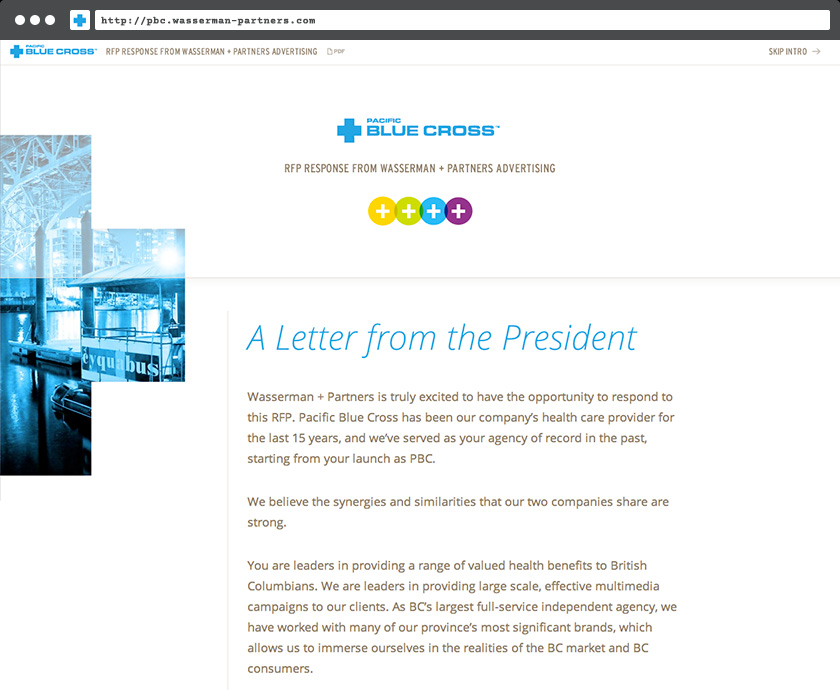 http://pbc.wasserman-partners.com
PACIFIC
BLUE CROSS™ RFP RESPONSE FROM WASSERMAN + PARTNERS ADVERTISING PDF SKIP INTRO →
PACIFIC
BLUE CROSS™
RFP RESPONSE FROM WASSERMAN + PARTNERS ADVERTISING
A Letter from the President
Wasserman + Partners is truly excited to have the opportunity to respond to
this RFP. Pacific Blue Cross has been our company’s health care provider for
the last 15 years, and we’ve served as your agency of record in the past,
starting from your launch as PBC.
We believe the synergies and similarities that our two companies share are
strong.
You are leaders in providing a range of valued health benefits to British
Columbians. We are leaders in providing large scale, effective multimedia
campaigns to our clients. As BC’s largest full-service independent agency, we
have worked with many of our province’s most significant brands, which
allows us to immerse ourselves in the realities of the BC market and BC
consumers.